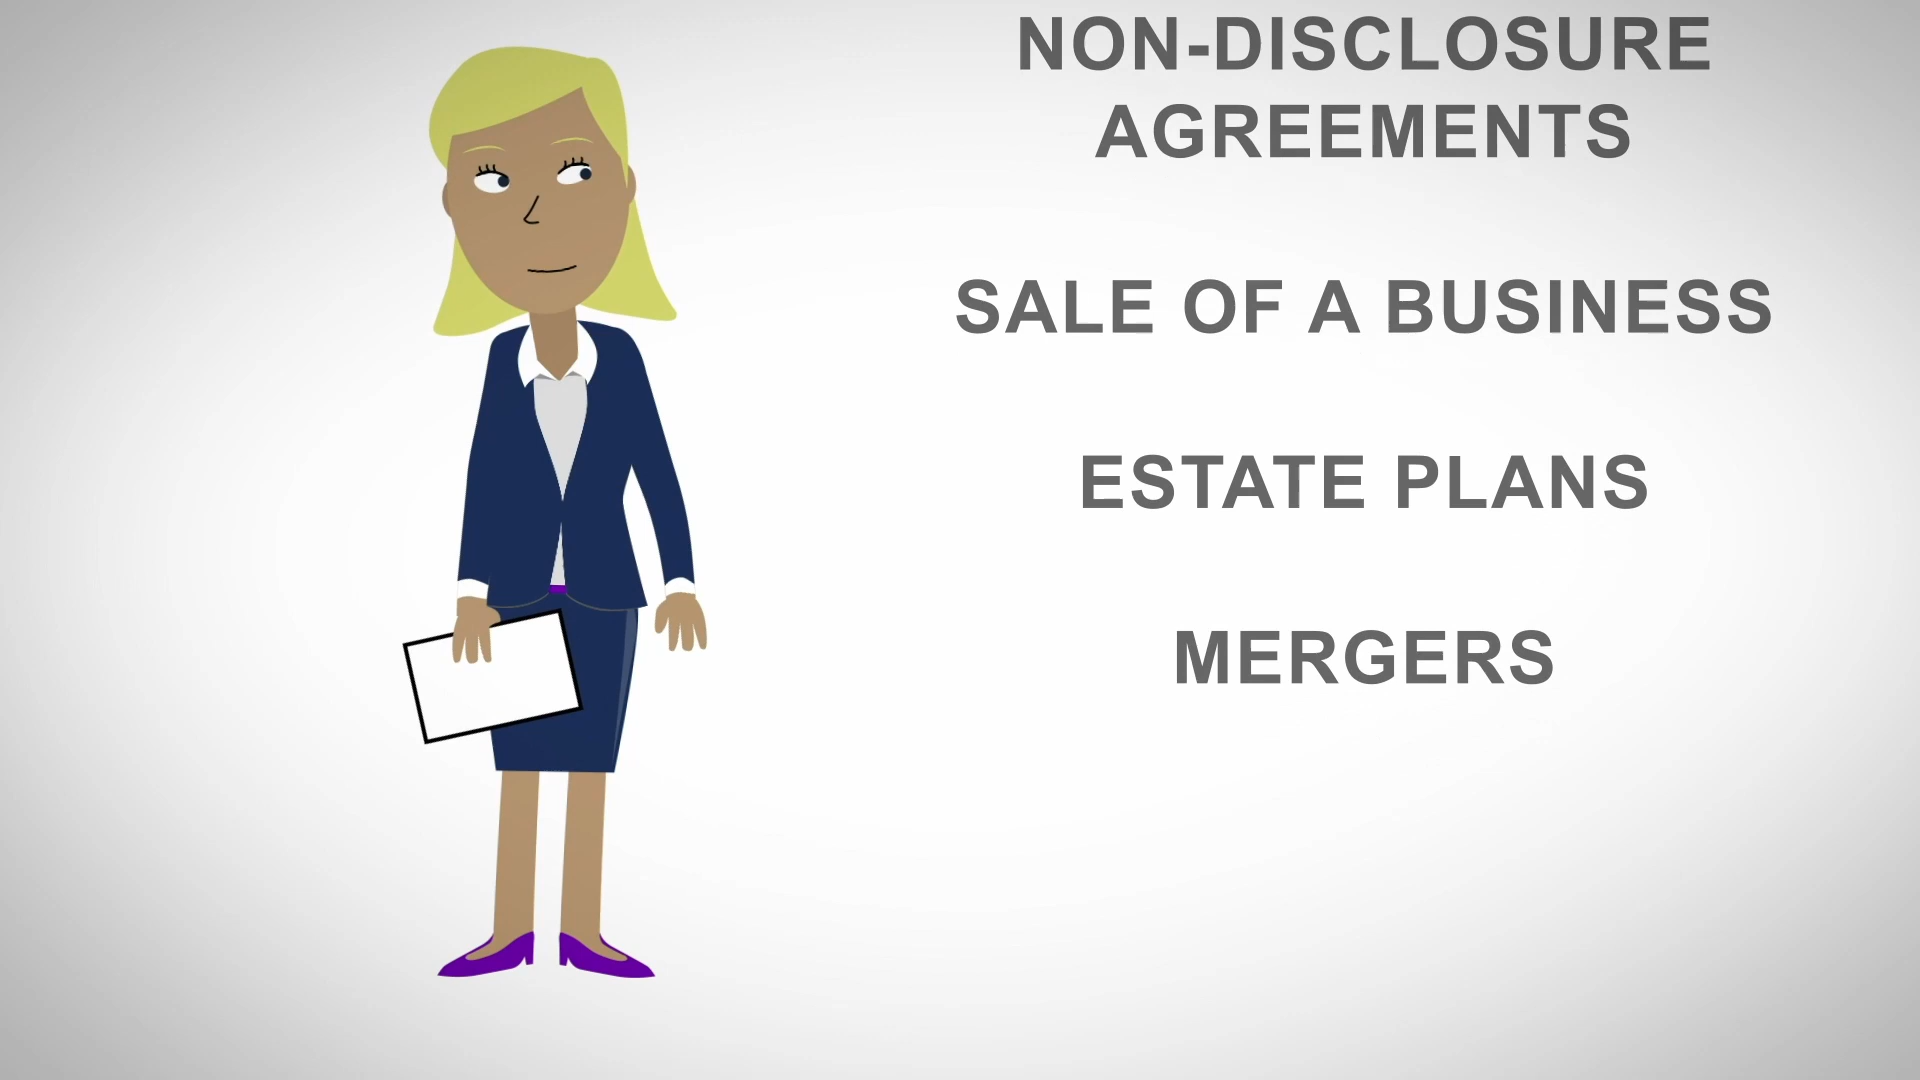 NON-DISCLOSURE
AGREEMENTS
SALE OF A BUSINESS
ESTATE PLANS
MERGERS